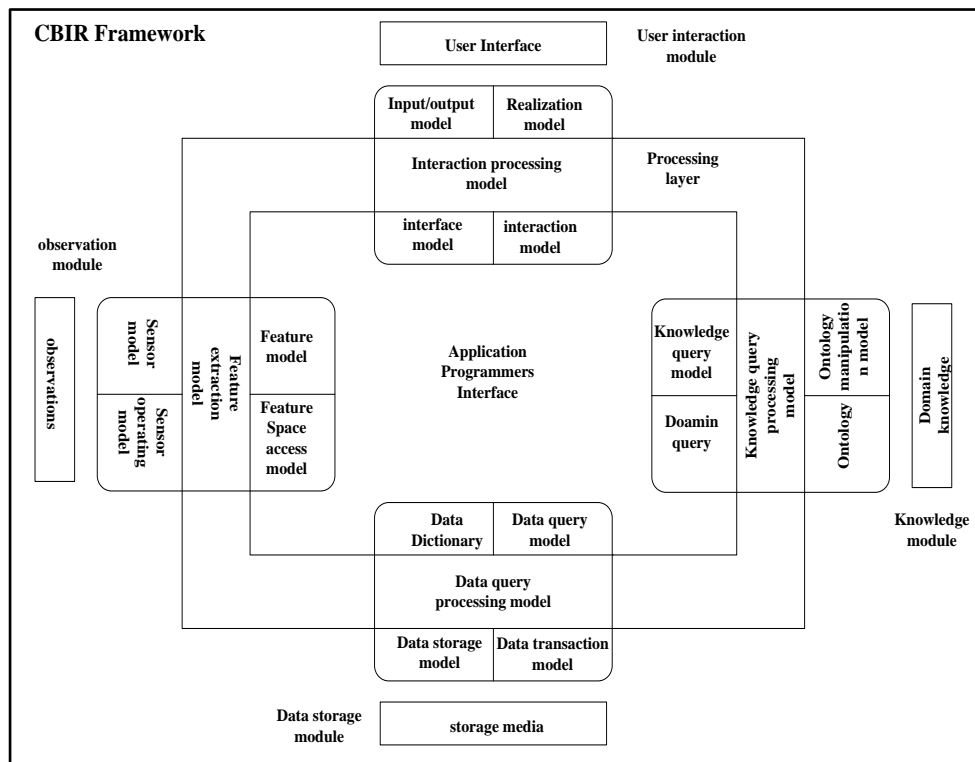 CBIR Framework
User Interface
User interaction
module
Input/output
model
Realization
model
Interaction processing
model
Processing
layer
interface
model
interaction
model
observation
module
observations
Sensor
model
Sensor
operating model
Feature
extraction
model
Feature
model
Feature
Space
access model
Application
Programmers
Interface
Knowledge
query model
Doamin
query
Knowledge query
processing
model
Ontology
manipulatio
n model
Ontology
Domain
knowledge
Knowledge
module
Data
Dictionary
Data query
model
Data query
processing model
Data storage
model
Data transaction
model
Data storage
module
storage media